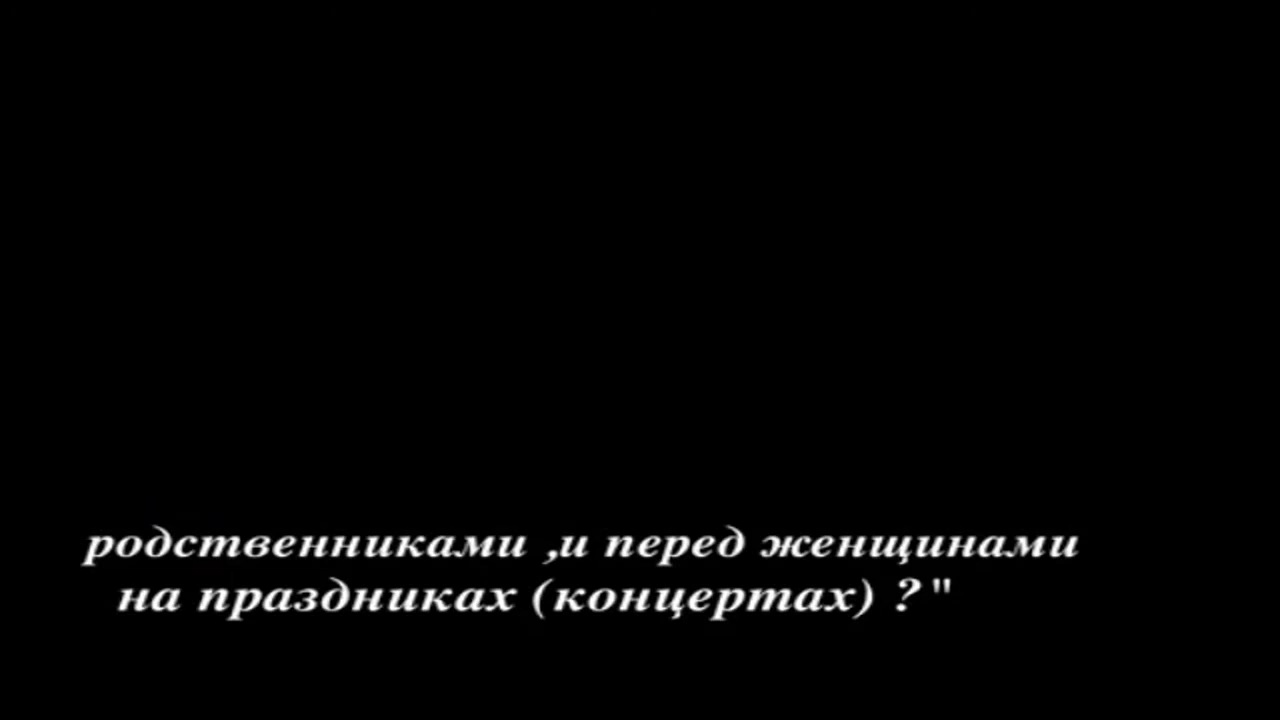 родственниками ,и перед женщинами
на праздниках (концертах) ? "